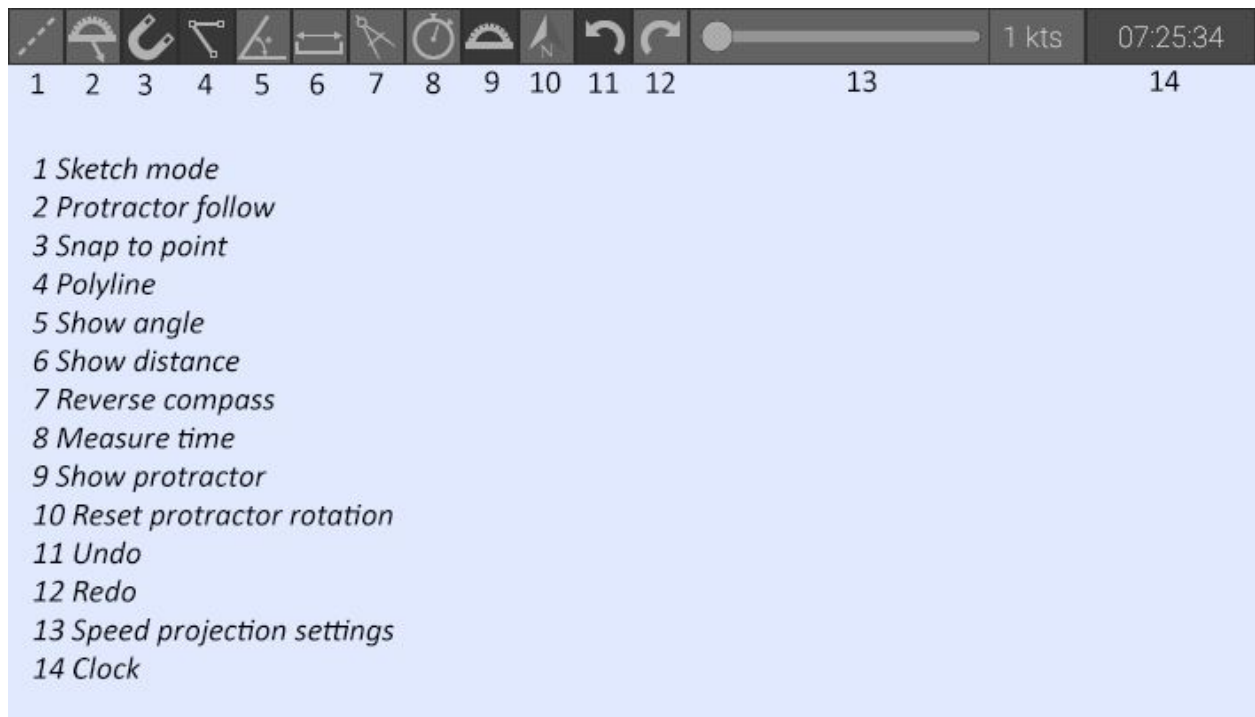 N 1 kts 07:25:34
1 2 3 4 5 6 7 8 9 10 11 12 13 14
1 Sketch mode
2 Protractor follow
3 Snap to point
4 Polyline
5 Show angle
6 Show distance
7 Reverse compass
8 Measure time
9 Show protractor
10 Reset protractor rotation
11 Undo
12 Redo
13 Speed projection settings
14 Clock